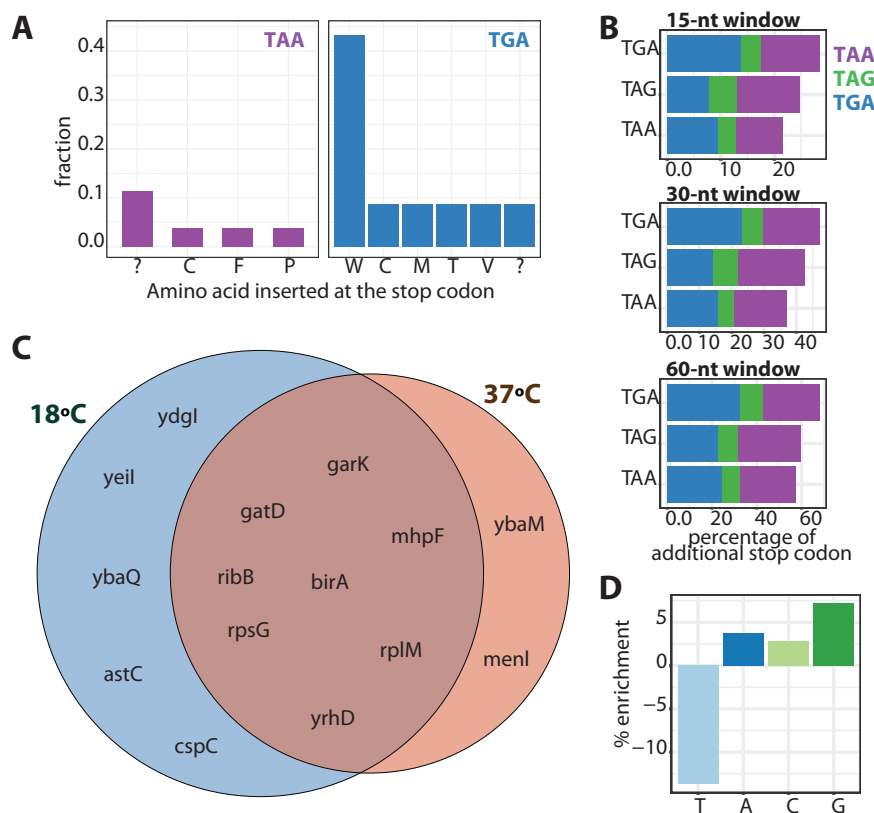 A
TAA
TGA
0.4
0.3
0.2
0.1
0.0
fraction
? C F P
W C M T V ?
Amino acid inserted at the stop codon
B
15-nt window
TGA
TAG
TAA
0.0 10 20
TAA
TAG
TGA
30-nt window
TGA
TAG
TAA
0.0 10 20 30 40
60-nt window
TGA
TAG
TAA
0.0 20 40 60
percentage of
additional stop codon
C
18°C
37°C
ydgI
yeiI
ybaQ
astC
cspC
garK
gatD
mhpF
ribB
birA
rpsG
rplM
yrhD
ybaM
menI
D
% enrichment
5
0
−5
−10
T A C G